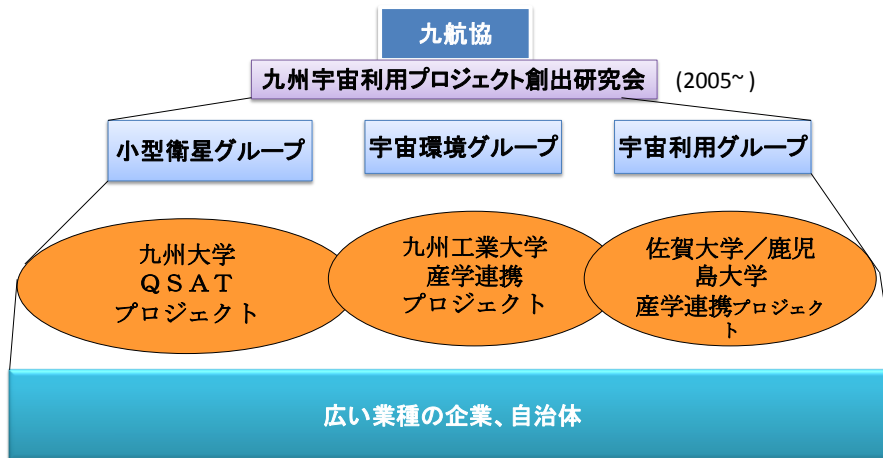 九航協
九州宇宙利用プロジェクト創出研究会
(2005~ )
小型衛星グループ
宇宙環境グループ
宇宙利用グループ
九州大学
ＱＳＡＴ
プロジェクト
九州工業大学
産学連携
プロジェクト
佐賀大学／鹿児
島大学
産学連携プロジェク
ト
広い業種の企業、自治体